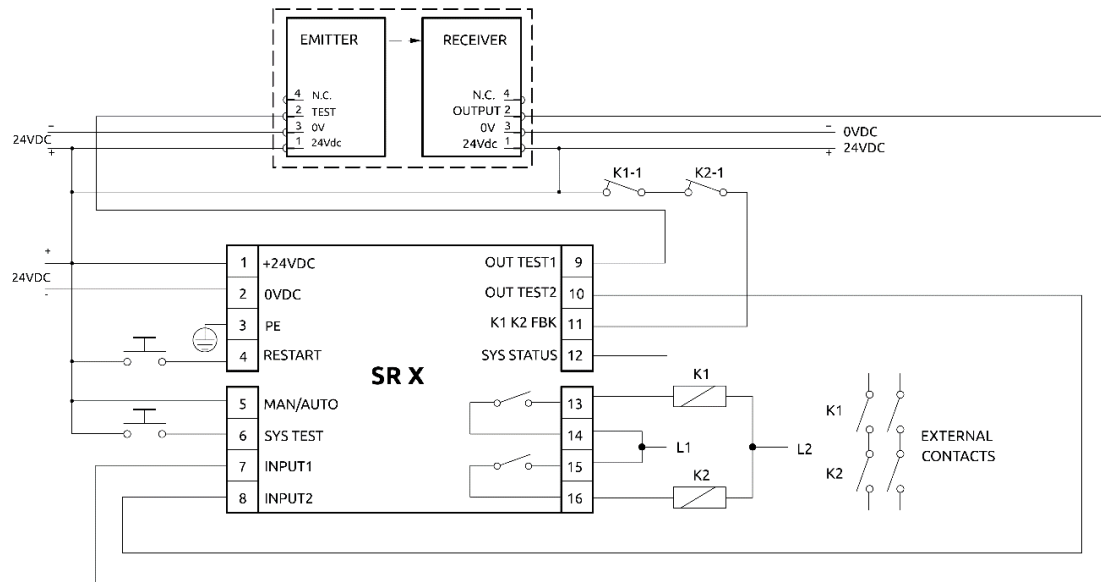 EMITTER
RECEIVER
4 N.C.
2 TEST
3 0V
1 24Vdc
N.C. 4
OUTPUT 2
0V 3
24Vdc 1
−
24VDC
+
− 0VDC
+ 24VDC
K1-1 K2-1
+
24VDC
-
1 +24VDC
2 0VDC
3 PE
4 RESTART
5 MAN/AUTO
6 SYS TEST
7 INPUT1
8 INPUT2
SR X
OUT TEST1 9
OUT TEST2 10
K1 K2 FBK 11
SYS STATUS 12
13
14
15
16
K1
L1
L2
K2
K1
K2
EXTERNAL
CONTACTS